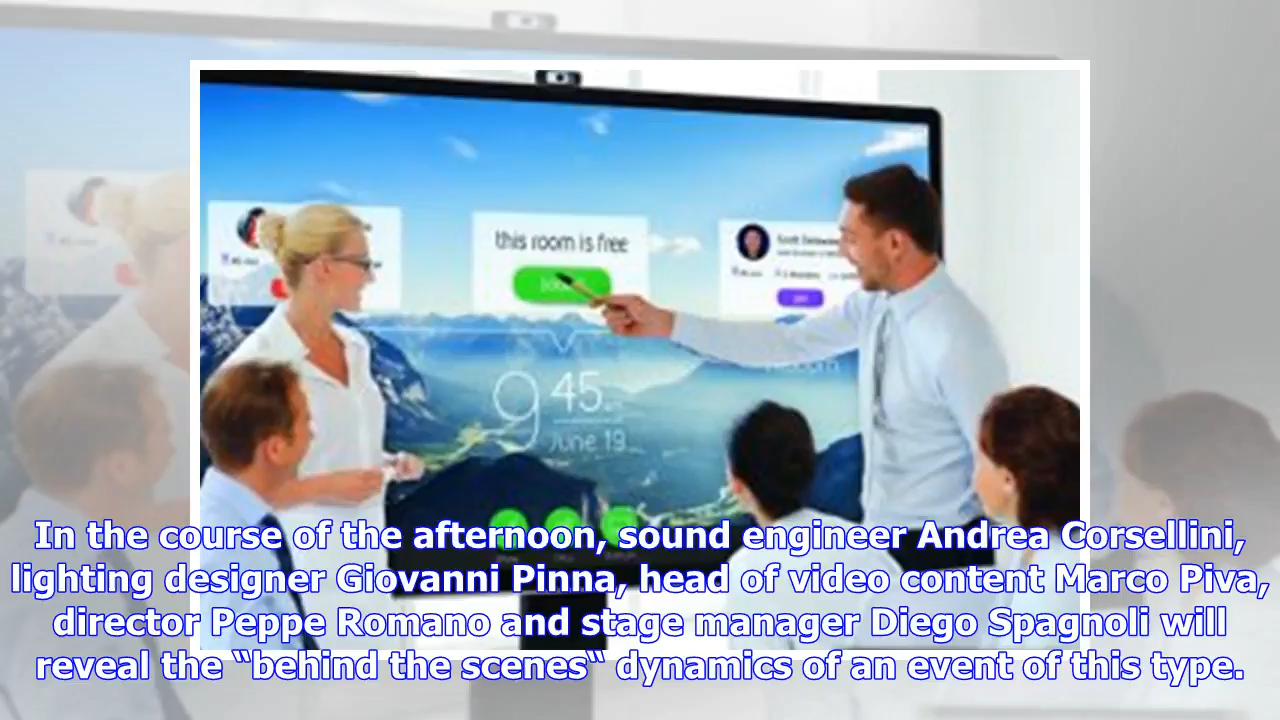 this room is free
9 45
June 19
In the course of the afternoon, sound engineer Andrea Corsellini,
lighting designer Giovanni Pinna, head of video content Marco Piva,
director Peppe Romano and stage manager Diego Spagnoli will
reveal the “behind the scenes“ dynamics of an event of this type.